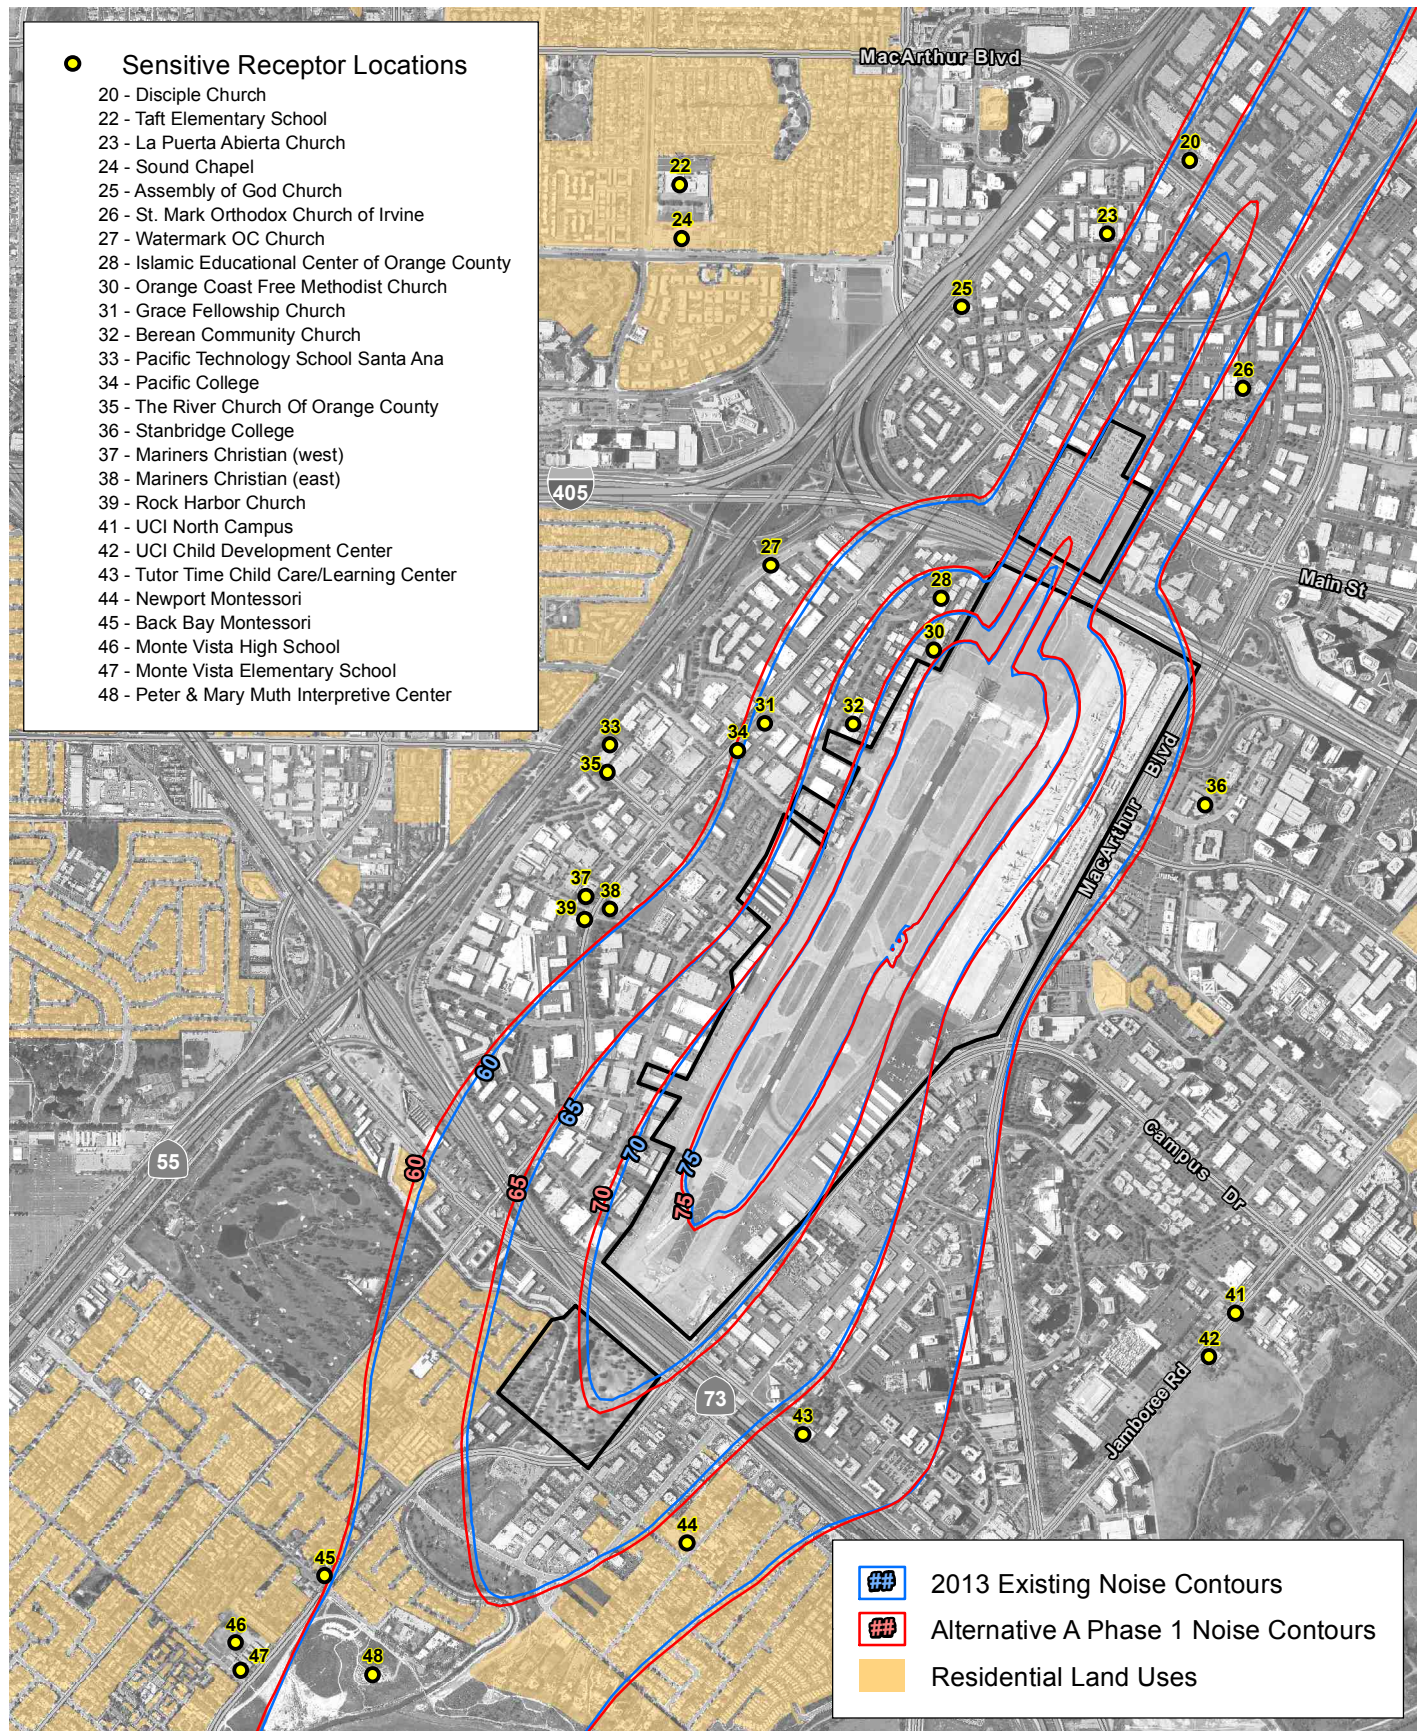 Sensitive Receptor Locations
20 - Disciple Church
22 - Taft Elementary School
23 - La Puerta Abierta Church
24 - Sound Chapel
25 - Assembly of God Church
26 - St. Mark Orthodox Church of Irvine
27 - Watermark OC Church
28 - Islamic Educational Center of Orange County
30 - Orange Coast Free Methodist Church
31 - Grace Fellowship Church
32 - Berean Community Church
33 - Pacific Technology School Santa Ana
34 - Pacific College
35 - The River Church Of Orange County
36 - Stanbridge College
37 - Mariners Christian (west)
38 - Mariners Christian (east)
39 - Rock Harbor Church
41 - UCI North Campus
42 - UCI Child Development Center
43 - Tutor Time Child Care/Learning Center
44 - Newport Montessori
45 - Back Bay Montessori
46 - Monte Vista High School
47 - Monte Vista Elementary School
48 - Peter & Mary Muth Interpretive Center
MacArthur Blvd
20
22
23
24
25
26
405
27
28
Main St
30
31
32
33
34
35
MacArthur Blvd
36
37
38
39
60
65
70
75
60
65
70
75
55
Campus Dr
41
42
Jamboree Rd
73
43
44
45
46
47
48
## 2013 Existing Noise Contours
## Alternative A Phase 1 Noise Contours
Residential Land Uses